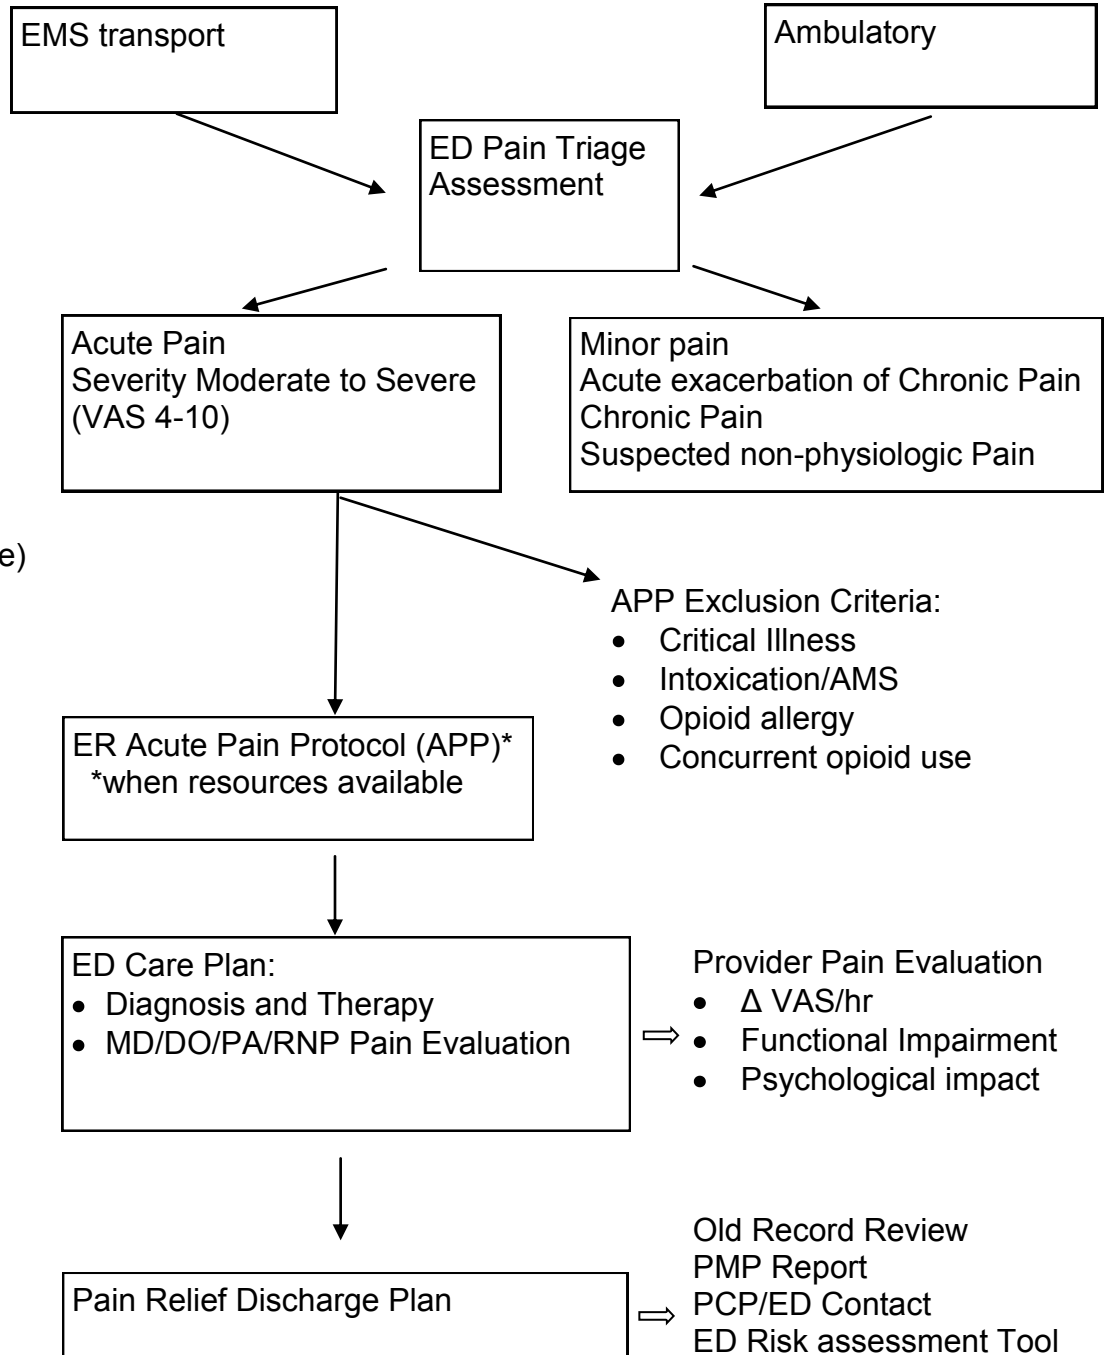 EMS transport
Ambulatory
ED Pain Triage
Assessment
Acute Pain
Severity Moderate to Severe
(VAS 4-10)
Minor pain
Acute exacerbation of Chronic Pain
Chronic Pain
Suspected non-physiologic Pain
e)
APP Exclusion Criteria:
• Critical Illness
• Intoxication/AMS
• Opioid allergy
• Concurrent opioid use
ER Acute Pain Protocol (APP)*
*when resources available
ED Care Plan:
• Diagnosis and Therapy
• MD/DO/PA/RNP Pain Evaluation
Provider Pain Evaluation
• Δ VAS/hr
• Functional Impairment
• Psychological impact
Pain Relief Discharge Plan
Old Record Review
PMP Report
PCP/ED Contact
ED Risk assessment Tool